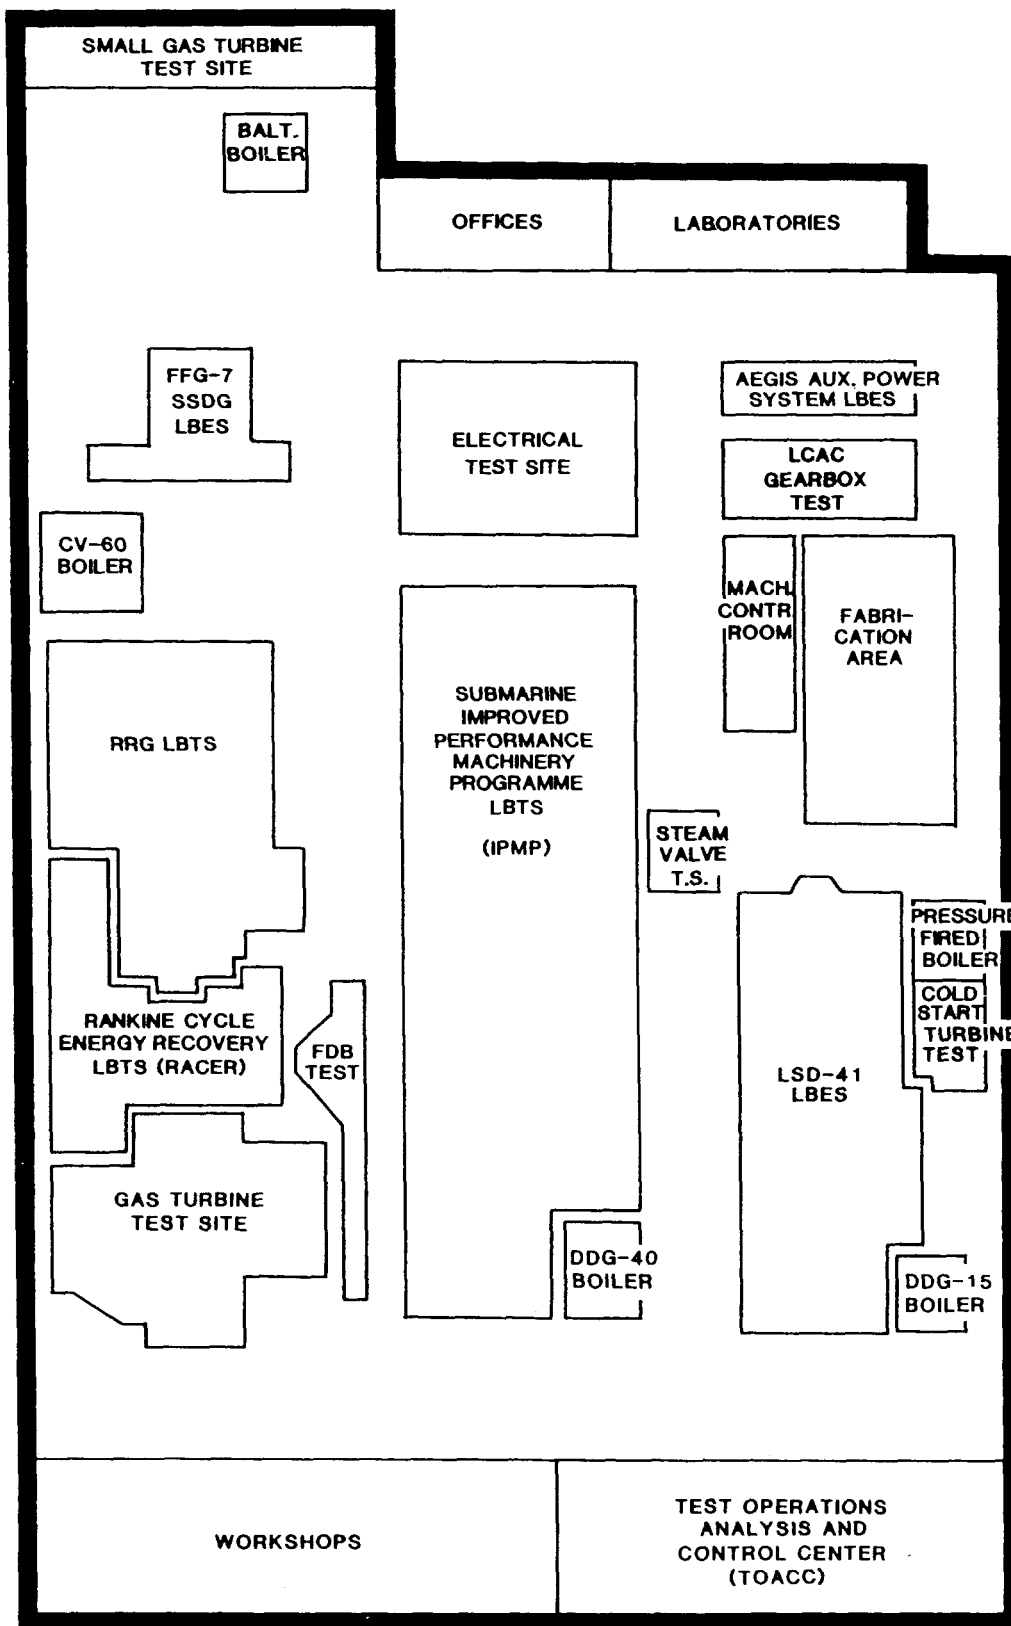 SMALL GAS TURBINE
TEST SITE
BALT.
BOILER
OFFICES
LABORATORIES
FFG-7
SSDG
LBES
ELECTRICAL
TEST SITE
AEGIS AUX. POWER
SYSTEM LBES
LCAC
GEARBOX
TEST
CV-60
BOILER
MACH.
CONTR.
ROOM
FABRI-
CATION
AREA
RRG LBTS
SUBMARINE
IMPROVED
PERFORMANCE
MACHINERY
PROGRAMME
LBTS
(IPMP)
STEAM
VALVE
T.S.
PRESSURE
FIRED
BOILER
COLD
START
TURBINE
TEST
RANKINE CYCLE
ENERGY RECOVERY
LBTS (RACER)
FDB
TEST
LSD-41
LBES
GAS TURBINE
TEST SITE
DDG-40
BOILER
DDG-15
BOILER
WORKSHOPS
TEST OPERATIONS
ANALYSIS AND
CONTROL CENTER
(TOACC)